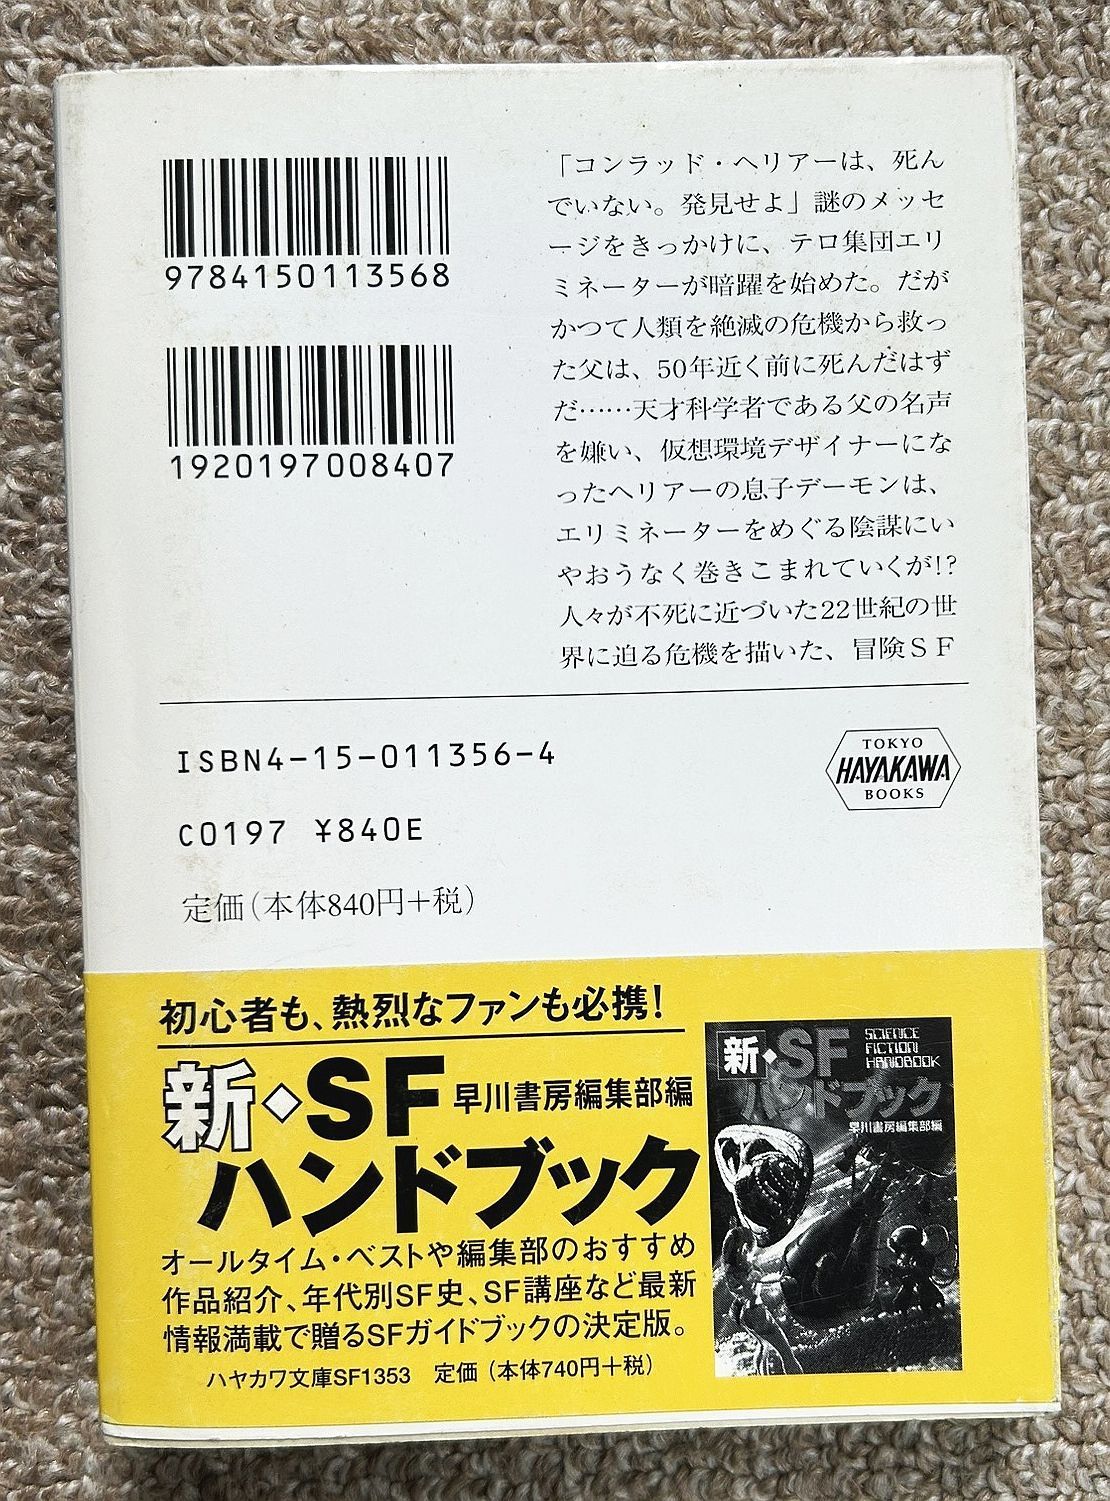 9784150113568
1920197008407
「コンラッド・ヘリアーは、死ん
でいない。発見せよ」謎のメッセ
ージをきっかけに、テロ集団エリ
ミネーターが暗躍を始めた。だが
かつて人類を絶滅の危機から救っ
た父は、50年近く前に死んだはず
だ……天才科学者である父の名声
を嫌い、仮想環境デザイナーにな
ったヘリアーの息子デーモンは、
エリミネーターをめぐる陰謀にい
やおうなく巻きこまれていくが!?
人々が不死に近づいた22世紀の世
界に迫る危機を描いた、冒険ＳＦ
ISBN4-15-011356-4
C0197 ¥840E
定価(本体840円+税)
TOKYO
HAYAKAWA
BOOKS
初心者も、熱烈なファンも必携!
新・SF 早川書房編集部編
ハンドブック
オールタイム・ベストや編集部のおすすめ
作品紹介、年代別SF史、SF講座など最新
情報満載で贈るSFガイドブックの決定版。
ハヤカワ文庫SF1353 定価(本体740円+税)
新・SF
ハンドブック
SCIENCE
FICTION
HANDBOOK
早川書房編集部編